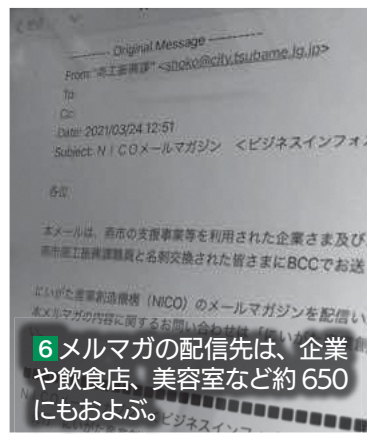 ---------- Original Message ----------
From: "商工振興課" <shoko@city.tsubame.lg.jp>
To:
Cc:
Date: 2021/03/24 12:51
Subject: NICOメールマガジン <ビジネスインフォ
各位
本メールは、燕市の支援事業等を利用された企業さま及び
燕市商工振興課職員と名刺交換された皆さまにBCCでお送
にいがた産業創造機構(NICO)のメールマガジンを配信い
本メルマガの内容に関するお問い合わせは
6 メルマガの配信先は、企業
や飲食店、美容室など約650
にもおよぶ。